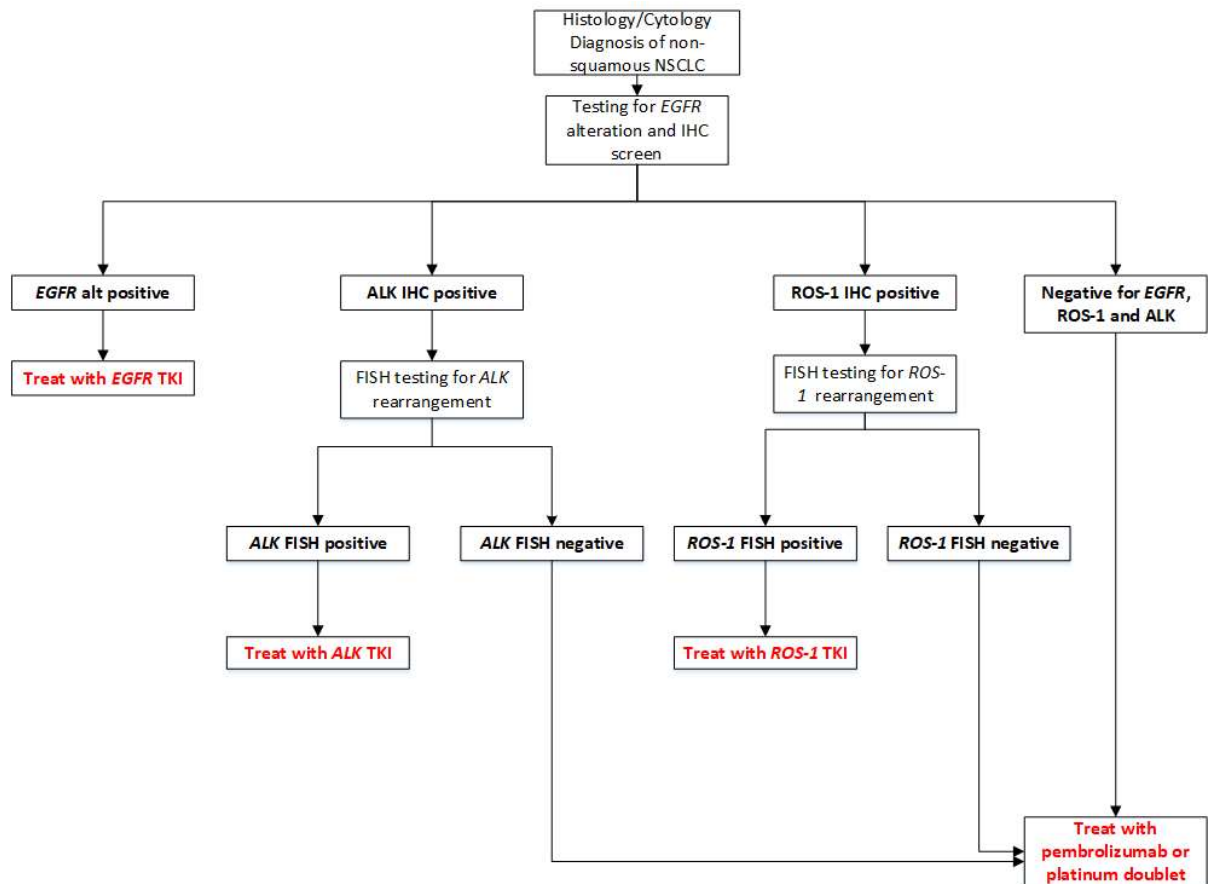 Histology/Cytology
Diagnosis of non-
squamous NSCLC
Testing for EGFR
alteration and IHC
screen
EGFR alt positive
ALK IHC positive
ROS-1 IHC positive
Negative for EGFR,
ROS-1 and ALK
Treat with EGFR TKI
FISH testing for ALK
rearrangement
FISH testing for ROS-
1 rearrangement
ALK FISH positive
ALK FISH negative
ROS-1 FISH positive
ROS-1 FISH negative
Treat with ALK TKI
Treat with ROS-1 TKI
Treat with
pembrolizumab or
platinum doublet